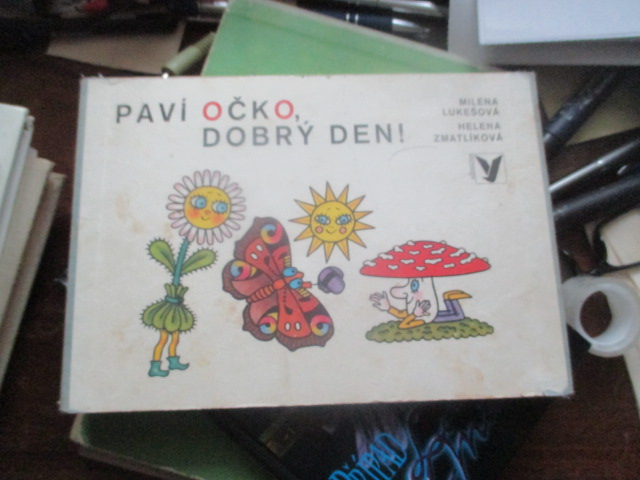 PAVÍ OČKO,
DOBRÝ DEN!
MILENA
LUKEŠOVÁ
HELENA
ZMATLÍKOVÁ